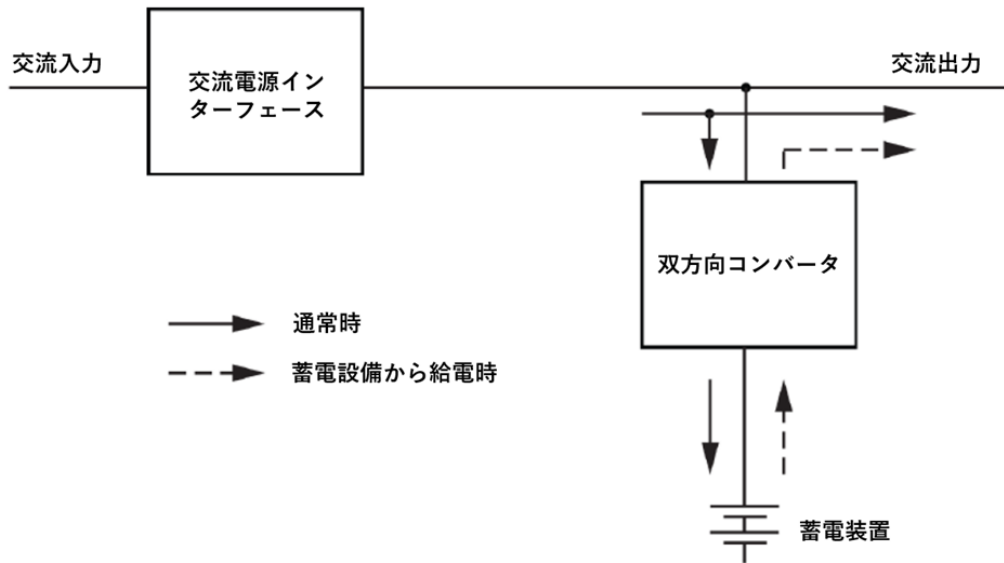 交流入力
交流電源イン
ターフェース
交流出力
双方向コンバータ
通常時
蓄電設備から給電時
蓄電装置